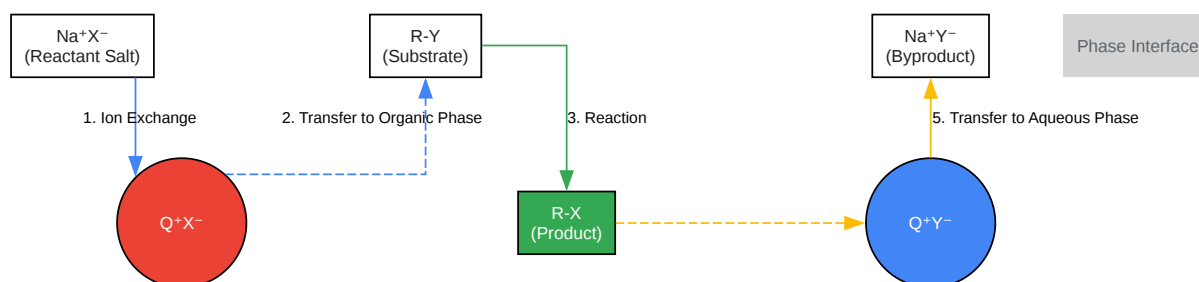 Na⁺X⁻
(Reactant Salt)
R-Y
(Substrate)
Na⁺Y⁻
(Byproduct)
Phase Interface
1. Ion Exchange
2. Transfer to Organic Phase
3. Reaction
5. Transfer to Aqueous Phase
Q⁺X⁻
R-X
(Product)
Q⁺Y⁻